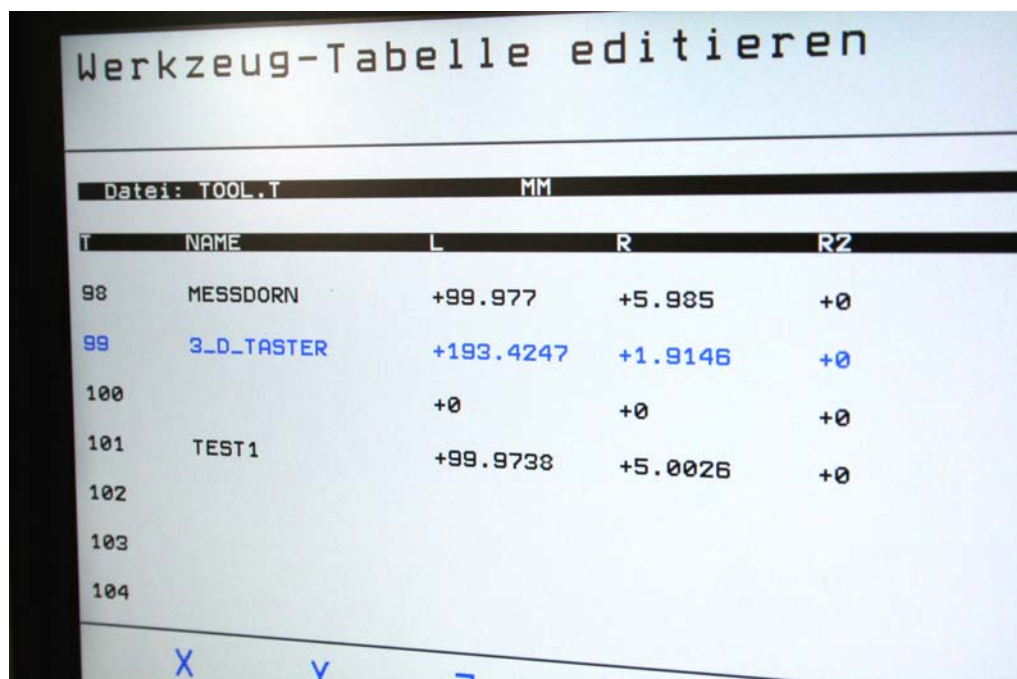 Werkzeug-Tabelle editieren
Datei: TOOL.T MM
T NAME L R R2
98 MESSDORN +99.977 +5.985 +0
99 3_D_TASTER +193.4247 +1.9146 +0
100 +0 +0 +0
101 TEST1 +99.9738 +5.0026 +0
102
103
104
X Y